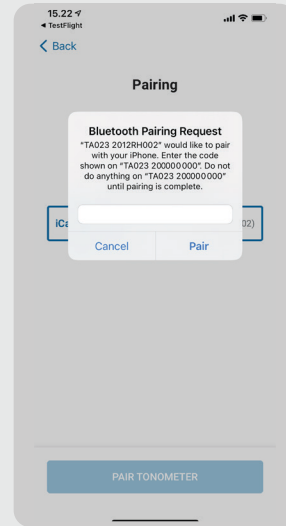 15.22
◀ TestFlight
Back
Pairing
Bluetooth Pairing Request
"TA023 2012RH002" would like to pair
with your iPhone. Enter the code
shown on "TA023 200000000". Do not
do anything on "TA023 200000000"
until pairing is complete.
iCa 02)
Cancel Pair
PAIR TONOMETER